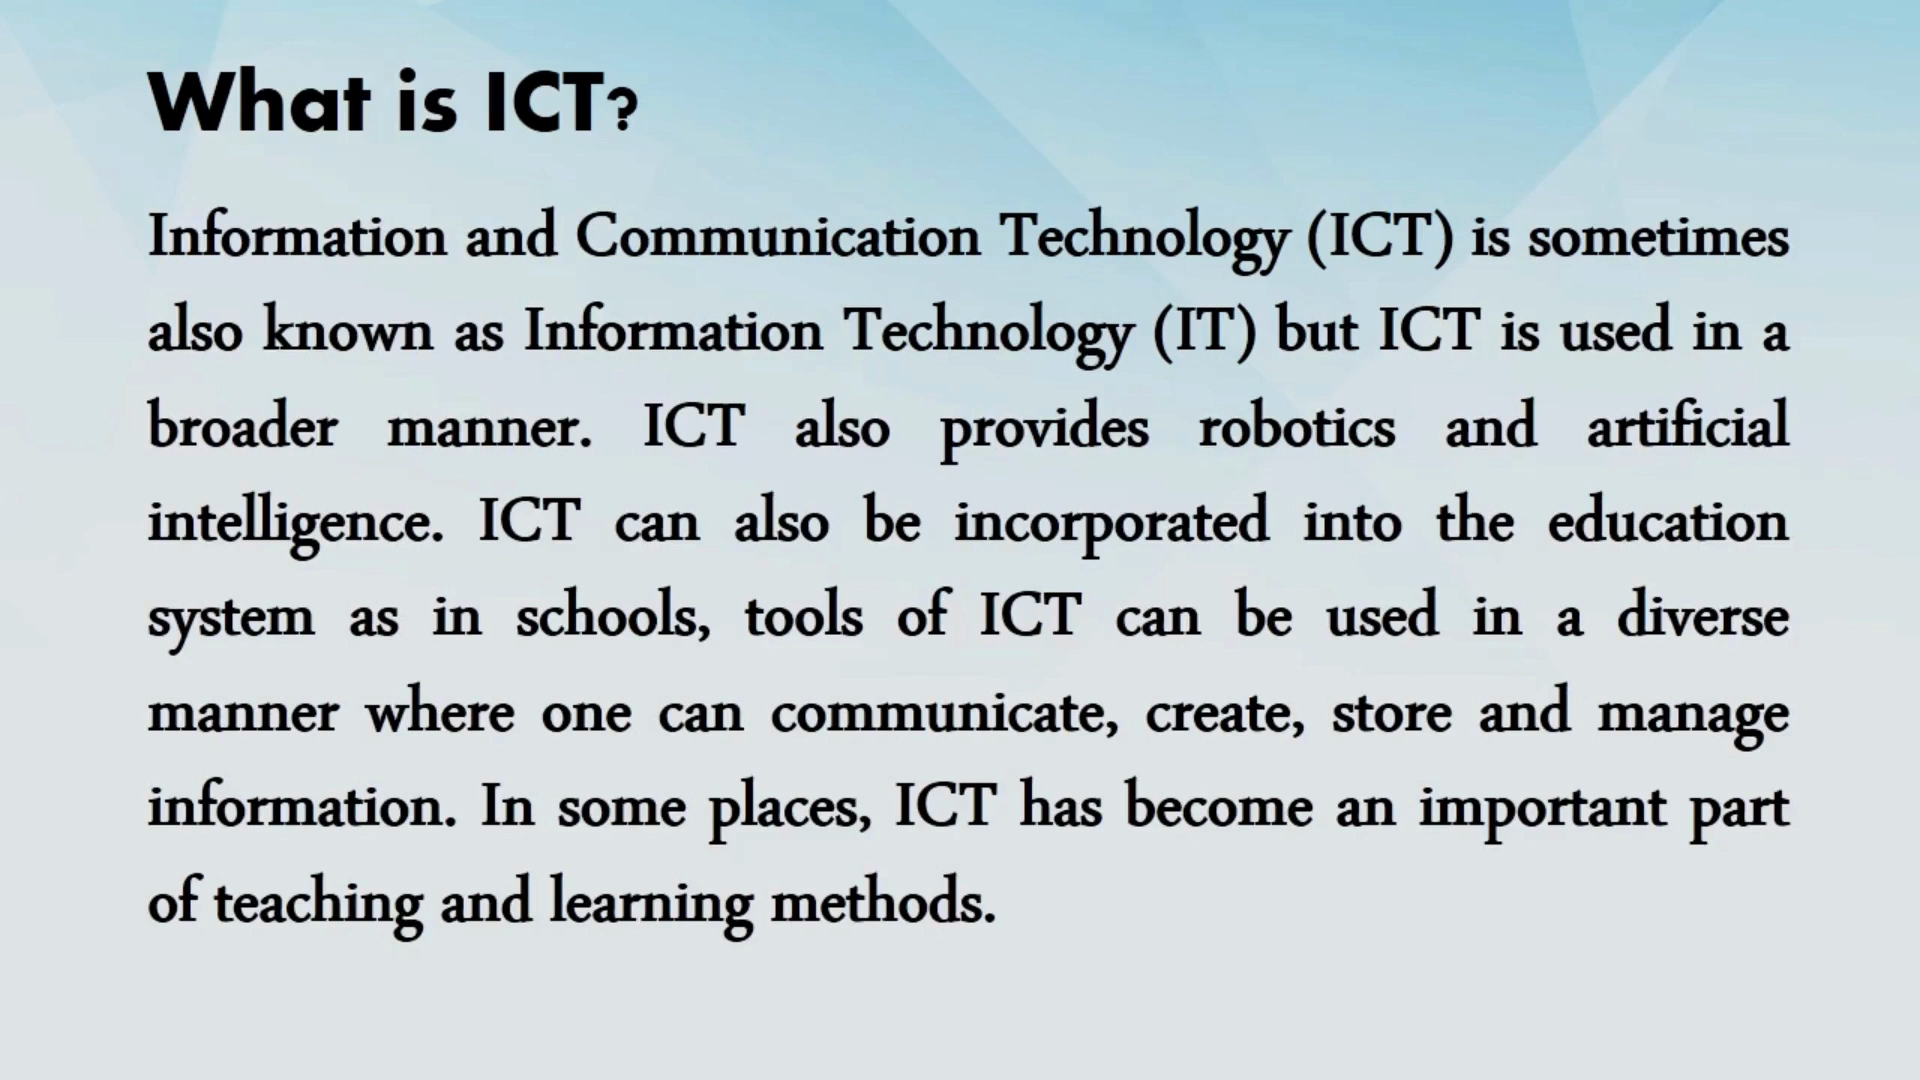 What is ICT?
Information and Communication Technology (ICT) is sometimes
also known as Information Technology (IT) but ICT is used in a
broader manner. ICT also provides robotics and artificial
intelligence. ICT can also be incorporated into the education
system as in schools, tools of ICT can be used in a diverse
manner where one can communicate, create, store and manage
information. In some places, ICT has become an important part
of teaching and learning methods.